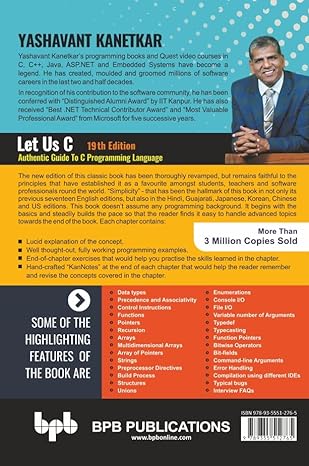 YASHAVANT KANETKAR
Yashavant Kanetkar's programming books and Quest video courses in
C, C++, Java, ASP.NET and Embedded Systems have become a
legend. He has created, moulded and groomed millions of software
careers in the last two and half decades.
In recognition of his contribution to the software community, he has been
conferred with "Distinguished Alumni Award" by IIT Kanpur. He has also
received "Best .NET Technical Contributor Award" and "Most Valuable
Professional Award" from Microsoft for five successive years.
Let Us C 19th Edition
Authentic Guide To C Programming Language
The new edition of this classic book has been thoroughly revamped, but remains faithful to the
principles that have established it as a favourite amongst students, teachers and software
professionals round the world. "Simplicity" - that has been the hallmark of this book in not only its
previous seventeen English editions, but also in the Hindi, Gujarati, Japanese, Korean, Chinese
and US editions. This book doesn't assume any programming background. It begins with the
basics and steadily builds the pace so that the reader finds it easy to handle advanced topics
towards the end of the book. Each chapter contains:
More Than
3 Million Copies Sold
Lucid explanation of the concept.
Well thought-out, fully working programming examples.
End-of-chapter exercises that would help you practise the skills learned in the chapter.
Hand-crafted "KanNotes" at the end of each chapter that would help the reader remember
and revise the concepts covered in the chapter.
SOME OF THE
HIGHLIGHTING
FEATURES OF
THE BOOK ARE
Data types
Precedence and Associativity
Control Instructions
Functions
Pointers
Recursion
Arrays
Multidimensional Arrays
Array of Pointers
Strings
Preprocessor Directives
Build Process
Structures
Unions
Enumerations
Console I/O
File I/O
Variable number of Arguments
Typedef
Typecasting
Function Pointers
Bitwise Operators
Bit-fields
Command-line Arguments
Error Handling
Compilation using different IDEs
Typical bugs
Interview FAQs
bpb
BPB PUBLICATIONS
www.bpbonline.com
ISBN 978-93-5551-276-5
9789355512765